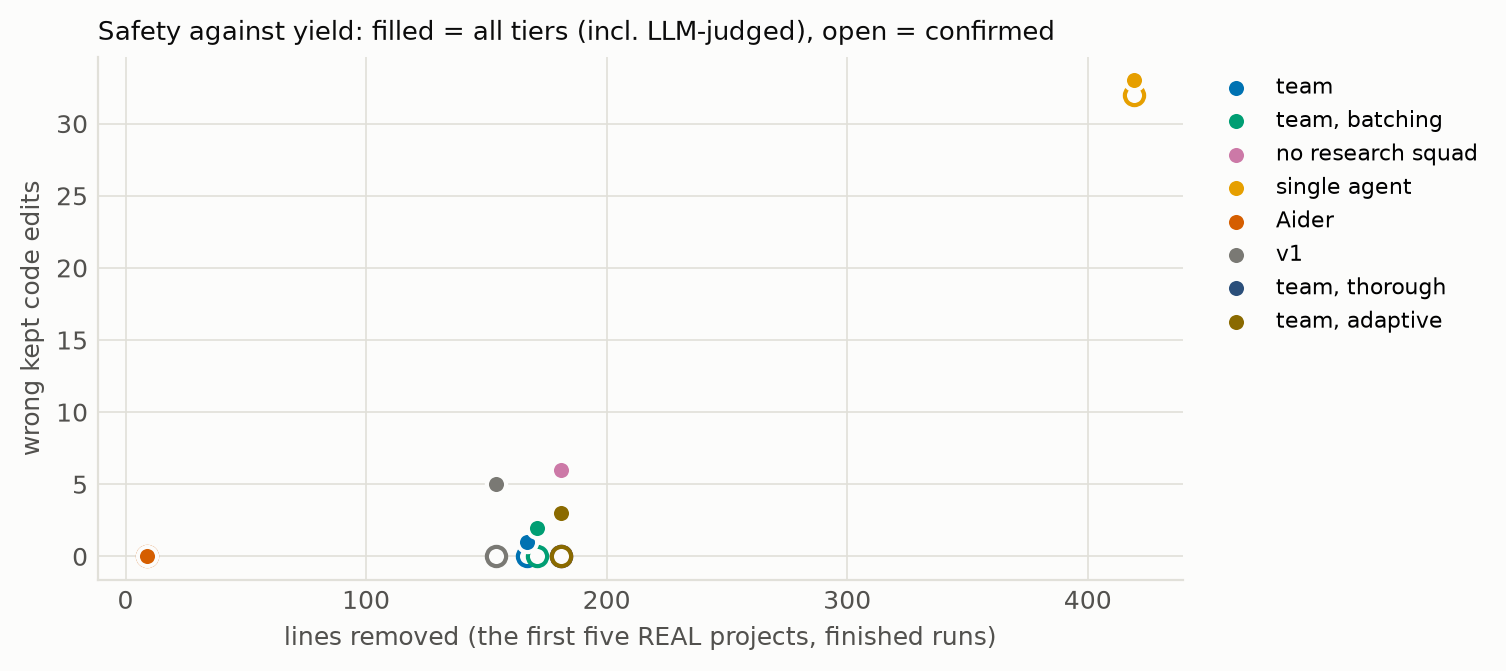 Safety against yield: filled = all tiers (incl. LLM-judged), open = confirmed
wrong kept code edits
30
25
20
15
10
5
0
0 100 200 300 400
lines removed (the first five REAL projects, finished runs)
team
team, batching
no research squad
single agent
Aider
v1
team, thorough
team, adaptive